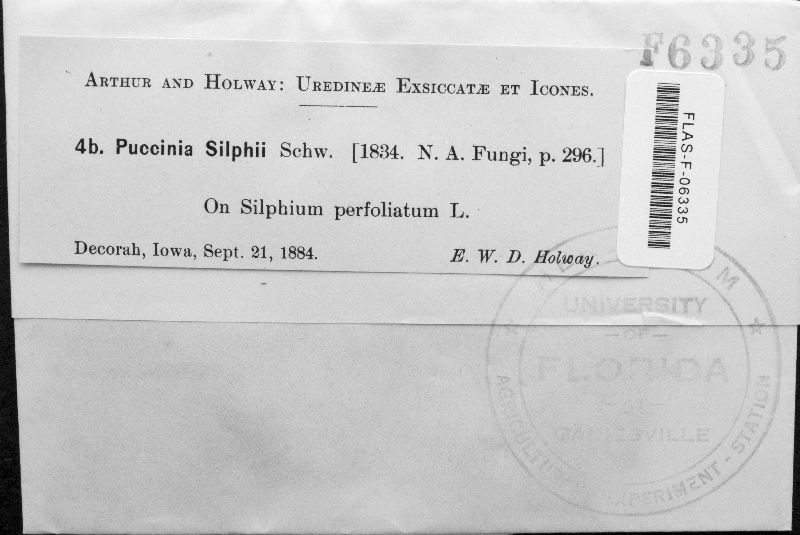 F6335
ARTHUR AND HOLWAY: UREDINEÆ EXSICCATÆ ET ICONES.
4b. Puccinia Silphii Schw. [1834. N. A. Fungi, p. 296.]
On Silphium perfoliatum L.
Decorah, Iowa, Sept. 21, 1884.
E. W. D. Holway.
FLAS-F-06335
UNIVERSITY
—OF—
FLORIDA
AT
GAINESVILLE
AGRICULTURAL EXPERIMENT - STATION